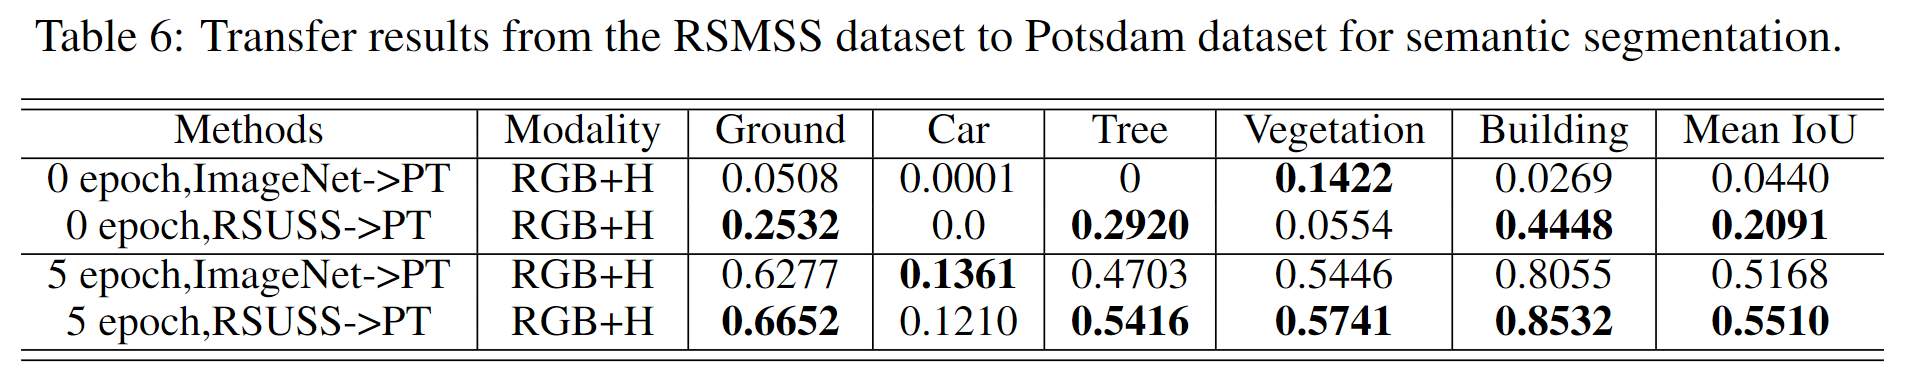 Table 6: Transfer results from the RSMSS dataset to Potsdam dataset for semantic segmentation.
Methods Modality Ground Car Tree Vegetation Building Mean IoU
0 epoch,ImageNet->PT RGB+H 0.0508 0.0001 0 0.1422 0.0269 0.0440
0 epoch,RSUSS->PT RGB+H 0.2532 0.0 0.2920 0.0554 0.4448 0.2091
5 epoch,ImageNet->PT RGB+H 0.6277 0.1361 0.4703 0.5446 0.8055 0.5168
5 epoch,RSUSS->PT RGB+H 0.6652 0.1210 0.5416 0.5741 0.8532 0.5510